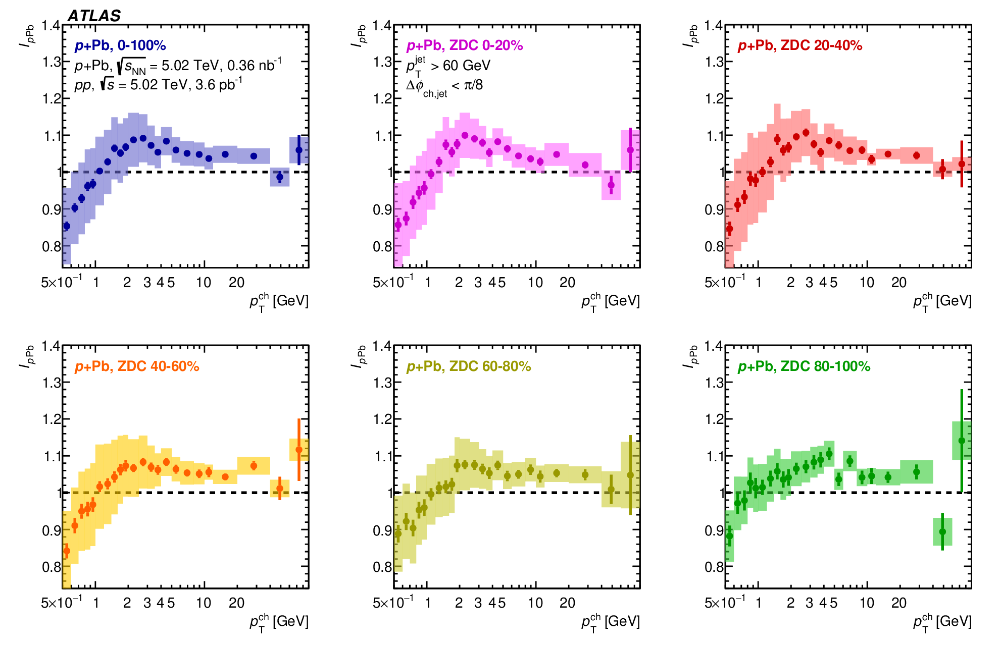 ATLAS
I_pPb
p+Pb, 0-100%
p+Pb, √s_NN = 5.02 TeV, 0.36 nb⁻¹
pp, √s = 5.02 TeV, 3.6 pb⁻¹
1.4
1.3
1.2
1.1
1
0.9
0.8
5×10⁻¹ 1 2 3 4 5 10 20
p_T^ch [GeV]
I_pPb
p+Pb, ZDC 0-20%
p_T^jet > 60 GeV
Δϕ_ch,jet < π/8
1.4
1.3
1.2
1.1
1
0.9
0.8
5×10⁻¹ 1 2 3 4 5 10 20
p_T^ch [GeV]
I_pPb
p+Pb, ZDC 20-40%
1.4
1.3
1.2
1.1
1
0.9
0.8
5×10⁻¹ 1 2 3 4 5 10 20
p_T^ch [GeV]
I_pPb
p+Pb, ZDC 40-60%
1.4
1.3
1.2
1.1
1
0.9
0.8
5×10⁻¹ 1 2 3 4 5 10 20
p_T^ch [GeV]
I_pPb
p+Pb, ZDC 60-80%
1.4
1.3
1.2
1.1
1
0.9
0.8
5×10⁻¹ 1 2 3 4 5 10 20
p_T^ch [GeV]
I_pPb
p+Pb, ZDC 80-100%
1.4
1.3
1.2
1.1
1
0.9
0.8
5×10⁻¹ 1 2 3 4 5 10 20
p_T^ch [GeV]